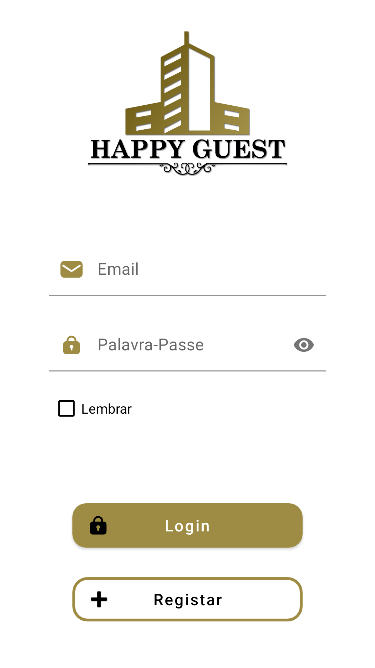 HAPPY GUEST
Email
Palavra-Passe
Lembrar
Login
Registar